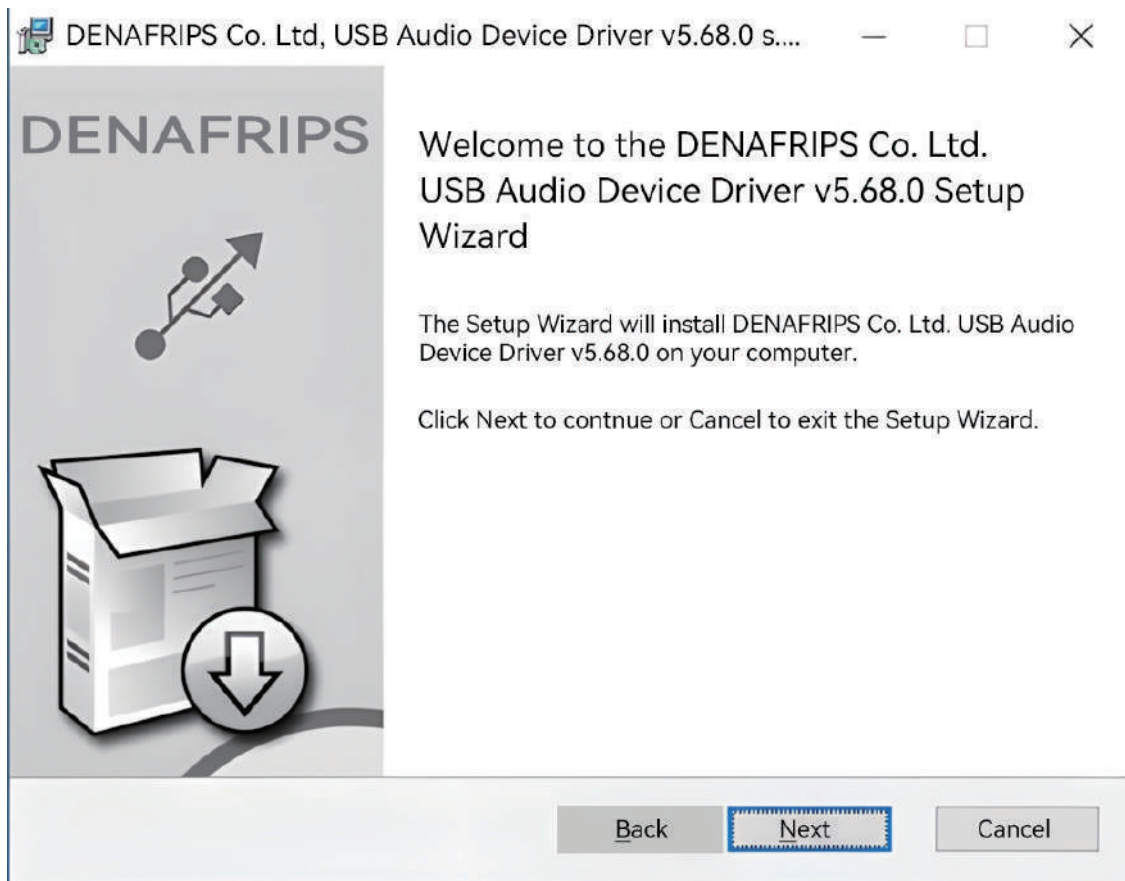 DENAFRIPS Co. Ltd, USB Audio Device Driver v5.68.0 s....
DENAFRIPS
Welcome to the DENAFRIPS Co. Ltd.
USB Audio Device Driver v5.68.0 Setup
Wizard
The Setup Wizard will install DENAFRIPS Co. Ltd. USB Audio
Device Driver v5.68.0 on your computer.
Click Next to contnue or Cancel to exit the Setup Wizard.
Back Next Cancel